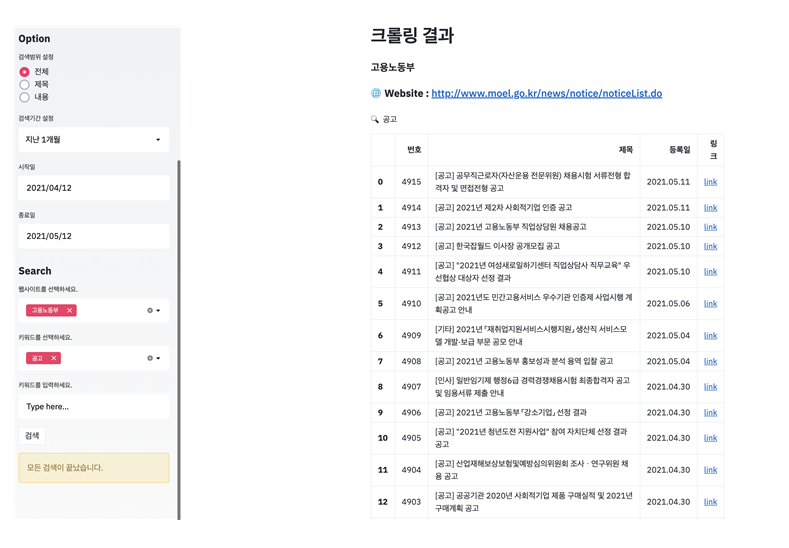 Option
검색범위 설정
전체
제목
내용
검색기간 설정
지난 1개월
시작일
2021/04/12
종료일
2021/05/12
Search
웹사이트를 선택하세요.
고용노동부 ×
키워드를 선택하세요.
공고 ×
키워드를 입력하세요.
Type here...
검색
모든 검색이 끝났습니다.
크롤링 결과
고용노동부
Website : http://www.moel.go.kr/news/notice/noticeList.do
공고
번호 제목 등록일 링
크
0 4915 [공고] 공무직근로자(자산운용 전문위원) 채용시험 서류전형 합 2021.05.11 link
격자 및 면접전형 공고
1 4914 [공고] 2021년 제2차 사회적기업 인증 공고 2021.05.11 link
2 4913 [공고] 2021년 고용노동부 직업상담원 채용공고 2021.05.10 link
3 4912 [공고] 한국잡월드 이사장 공개모집 공고 2021.05.10 link
4 4911 [공고] "2021년 여성새로일하기센터 직업상담사 직무교육" 우 2021.05.10 link
선협상 대상자 선정 결과
5 4910 [공고] 2021년도 민간고용서비스 우수기관 인증제 사업시행 계 2021.05.06 link
획공고 안내
6 4909 [기타] 2021년 「재취업지원서비스시행지원」 생산직 서비스모 2021.05.04 link
델 개발·보급 부문 공모 안내
7 4908 [공고] 2021년 고용노동부 홍보성과 분석 용역 입찰 공고 2021.05.04 link
8 4907 [인사] 일반임기제 행정6급 경력경쟁채용시험 최종합격자 공고 2021.04.30 link
및 임용서류 제출 안내
9 4906 [공고] 2021년 고용노동부 「강소기업」 선정 결과 2021.04.30 link
10 4905 [공고] "2021년 청년도전 지원사업" 참여 자치단체 선정 결과 2021.04.30 link
공고
11 4904 [공고] 산업재해보상보험및예방심의위원회 조사ㆍ연구위원 채 2021.04.30 link
용 공고
12 4903 [공고] 공공기관 2020년 사회적기업 제품 구매실적 및 2021년 2021.04.30 link
구매계획 공고